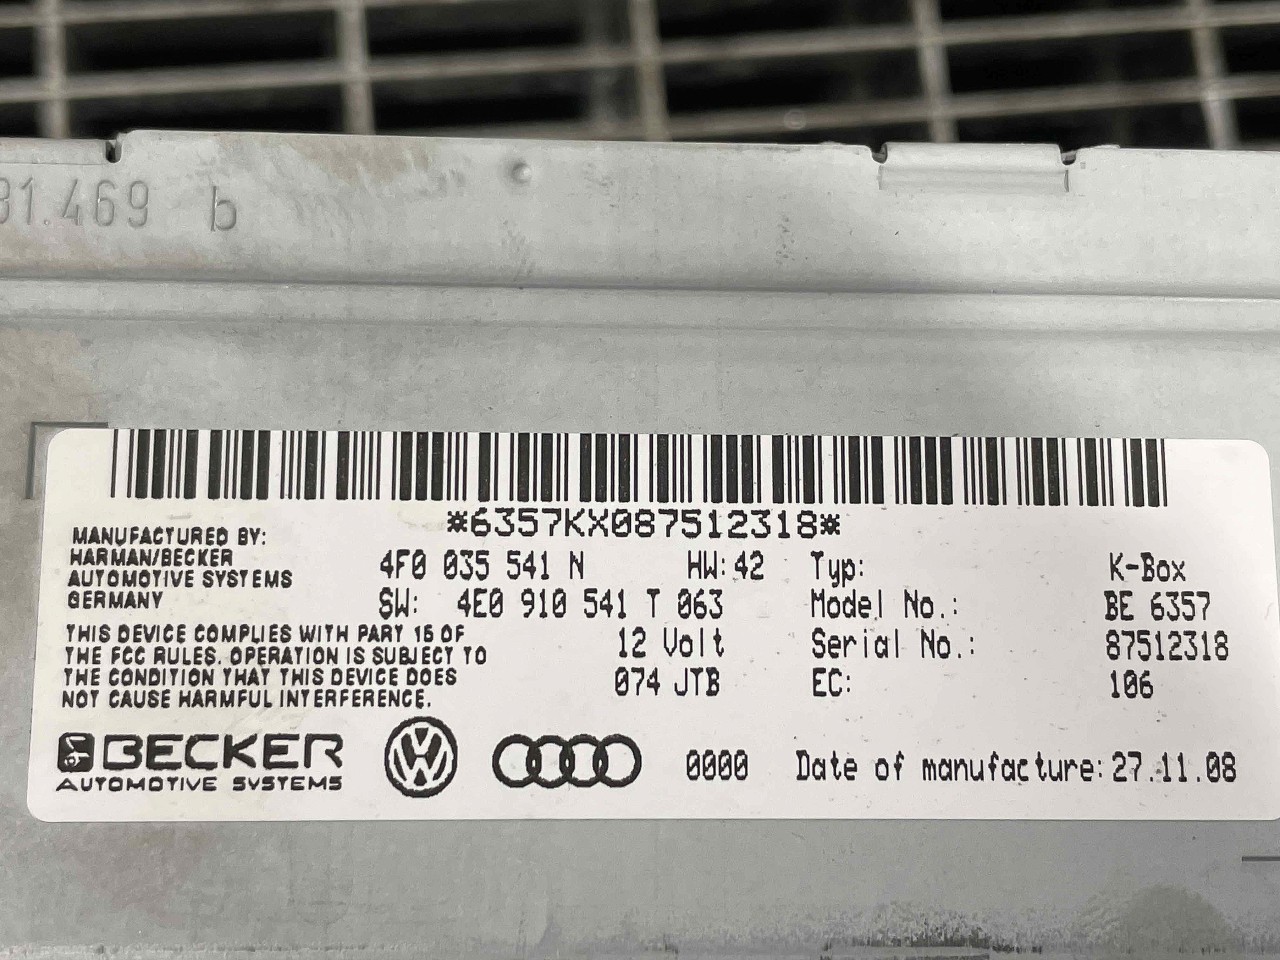 81.469 b
*6357KX087512318*
MANUFACTURED BY:
HARMAN/BECKER
AUTOMOTIVE SYSTEMS
GERMANY
4F0 035 541 N HW: 42
SW: 4E0 910 541 T 063
12 Volt
074 JTB
Typ: K-Box
Model No.: BE 6357
Serial No.: 87512318
EC: 106
THIS DEVICE COMPLIES WITH PART 15 OF
THE FCC RULES. OPERATION IS SUBJECT TO
THE CONDITION THAT THIS DEVICE DOES
NOT CAUSE HARMFUL INTERFERENCE.
BECKER
AUTOMOTIVE SYSTEMS
0000 Date of manufacture: 27.11.08